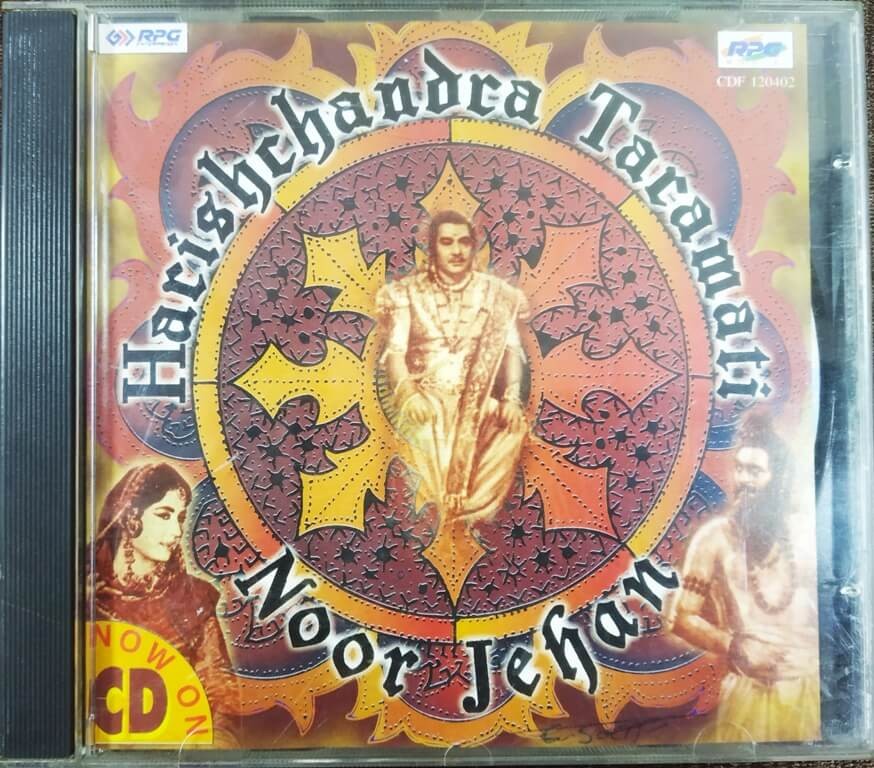 RPG
RPG
CDF 120402
Harishchandra Taramati
Noor Jehan
NOW ON
CD